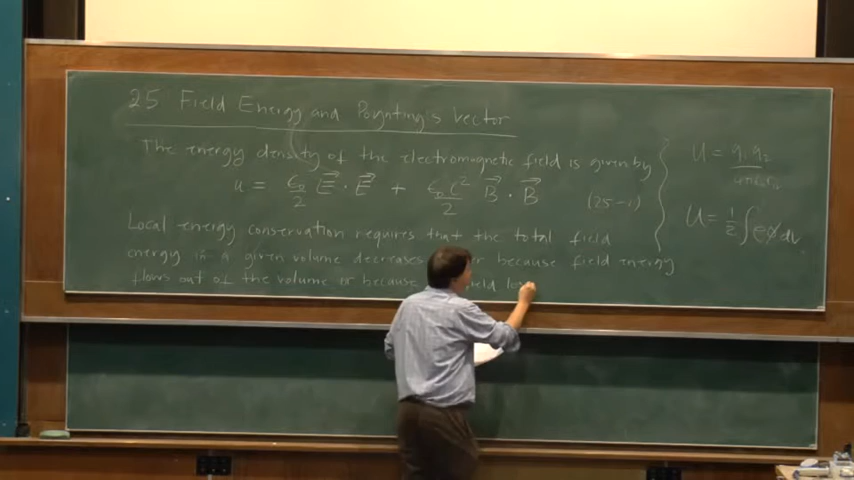 25 Field Energy and Poynting's Vector
The energy density of the electromagnetic field is given by
u = ε₀/2 E⃗ · E⃗ + ε₀c²/2 B⃗ · B⃗ (25-1)
Local energy conservation requires that the total field
energy in a given volume decreases because field energy
flows out of the volume or because field
U = q₁q₂/4πε₀r₁₂
U = 1/2 ∫ρφdv